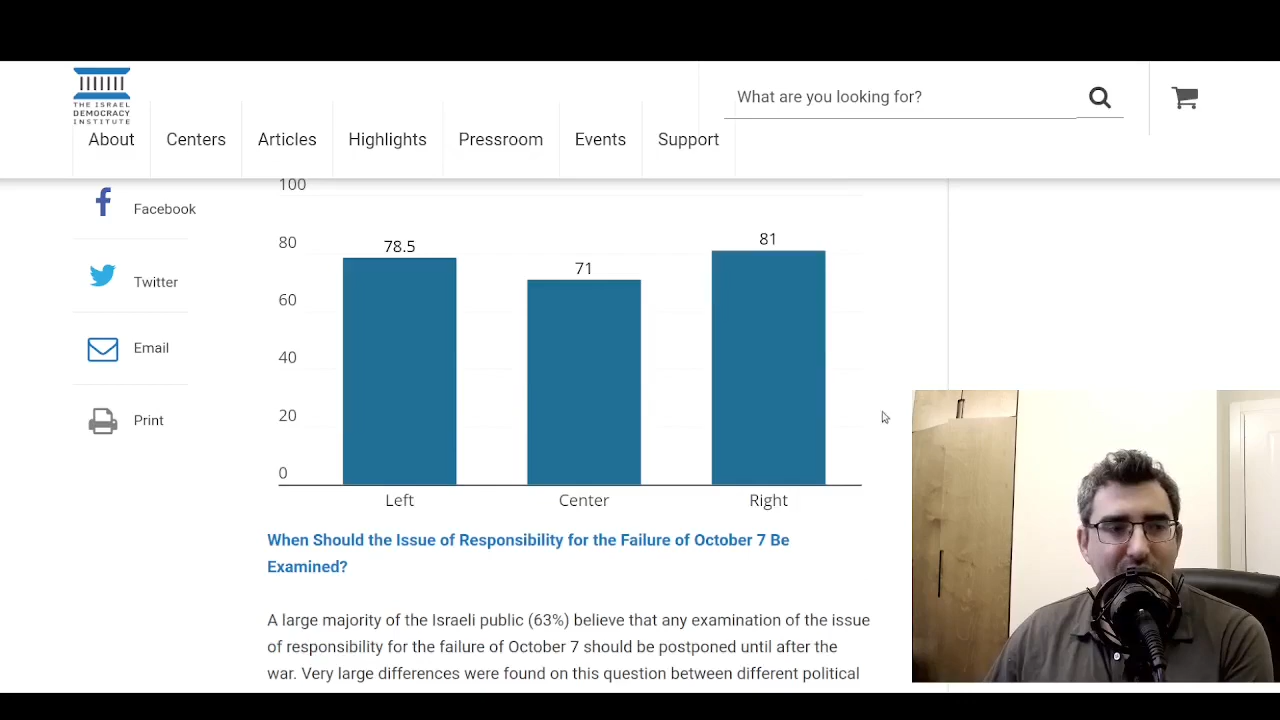 THE ISRAEL
DEMOCRACY
INSTITUTE
What are you looking for?
About
Centers
Articles
Highlights
Pressroom
Events
Support
Facebook
Twitter
Email
Print
100
80
60
40
20
0
78.5
71
81
Left
Center
Right
When Should the Issue of Responsibility for the Failure of October 7 Be
Examined?
A large majority of the Israeli public (63%) believe that any examination of the issue
of responsibility for the failure of October 7 should be postponed until after the
war. Very large differences were found on this question between different political